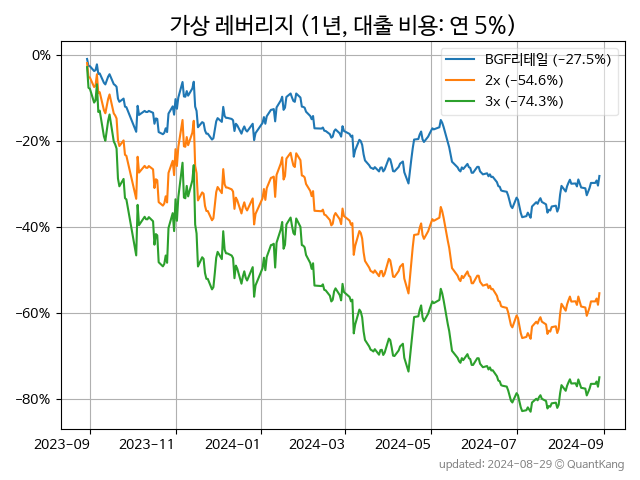 가상 레버리지 (1년, 대출 비용: 연 5%)
BGF리테일 (−27.5%)
2x (−54.6%)
3x (−74.3%)
0%
−20%
−40%
−60%
−80%
2023-09
2023-11
2024-01
2024-03
2024-05
2024-07
2024-09
updated: 2024-08-29 © QuantKang